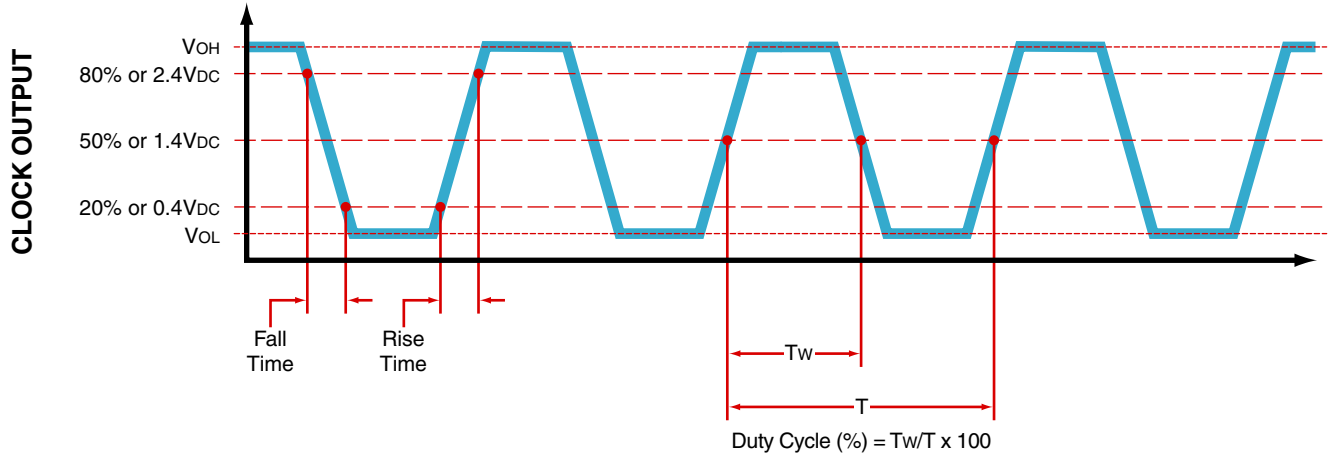 CLOCK OUTPUT
VOH
80% or 2.4VDC
50% or 1.4VDC
20% or 0.4VDC
VOL
Fall
Time
Rise
Time
TW
T
Duty Cycle (%) = TW/T x 100